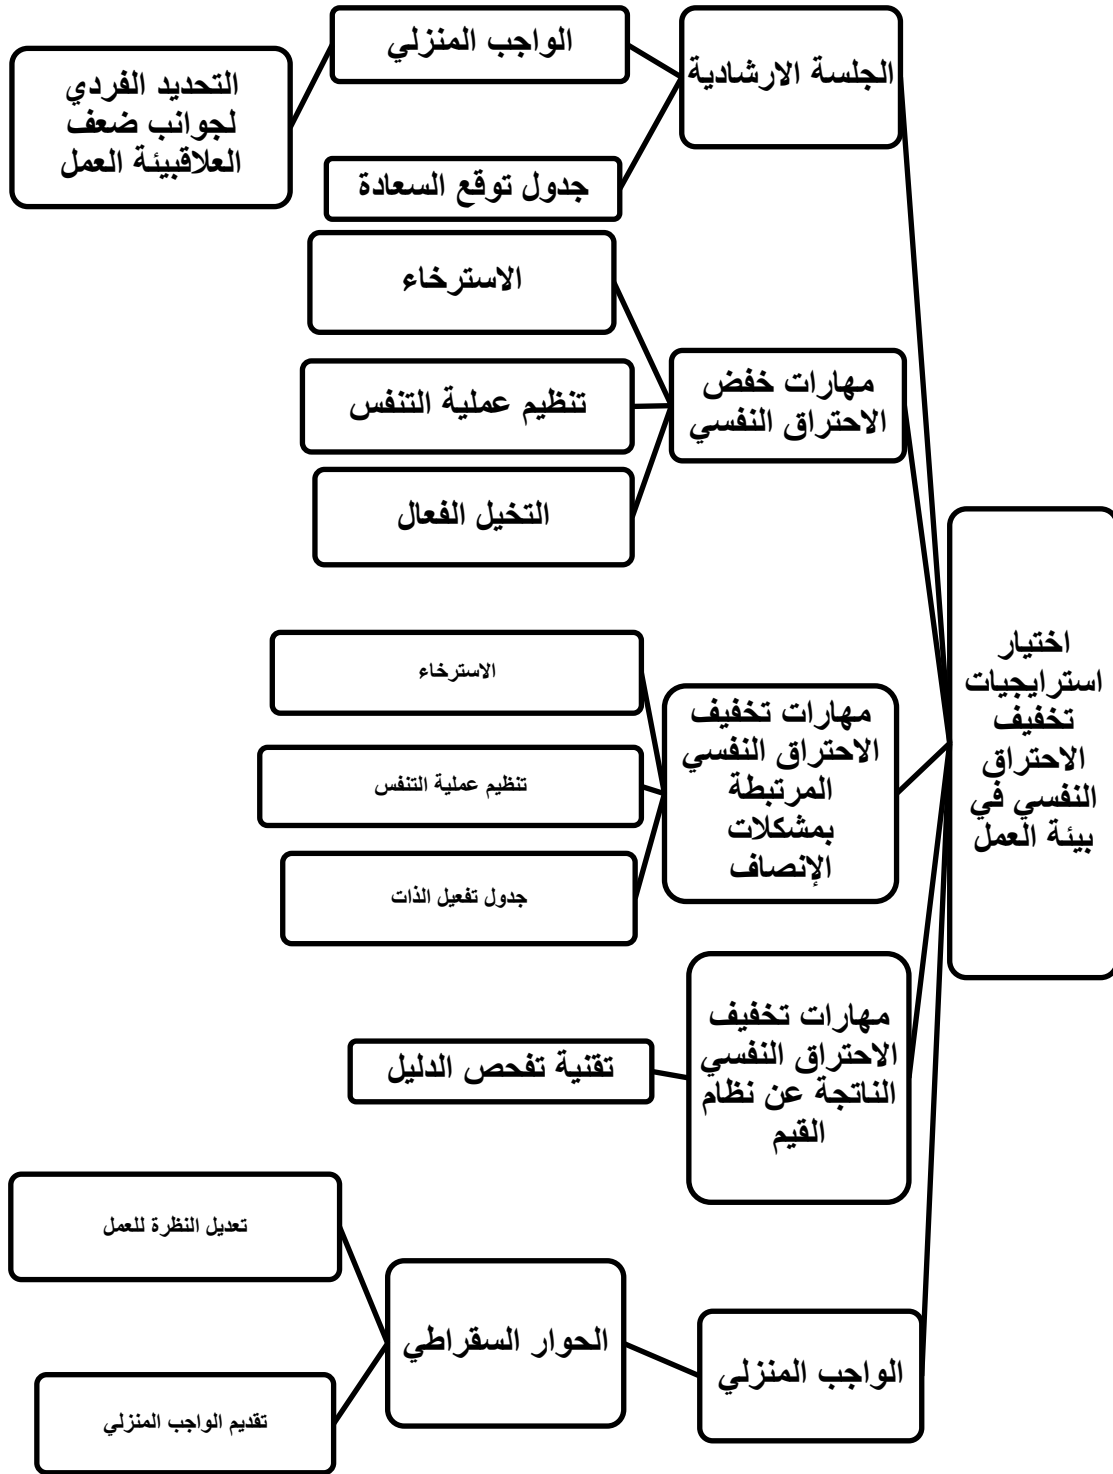 اختيار
استرايجيات
تخفيف
الاحتراق
النفسي في
بيئة العمل
الجلسة الارشادية
الواجب المنزلي
التحديد الفردي
لجوانب ضعف
العلاقبيئة العمل
جدول توقع السعادة
مهارات خفض
الاحتراق النفسي
الاسترخاء
تنظيم عملية التنفس
التخيل الفعال
مهارات تخفيف
الاحتراق النفسي
المرتبطة
بمشكلات
الإنصاف
الاسترخاء
تنظيم عملية التنفس
جدول تفعيل الذات
مهارات تخفيف
الاحتراق النفسي
الناتجة عن نظام
القيم
تقنية تفحص الدليل
الواجب المنزلي
الحوار السقراطي
تعديل النظرة للعمل
تقديم الواجب المنزلي